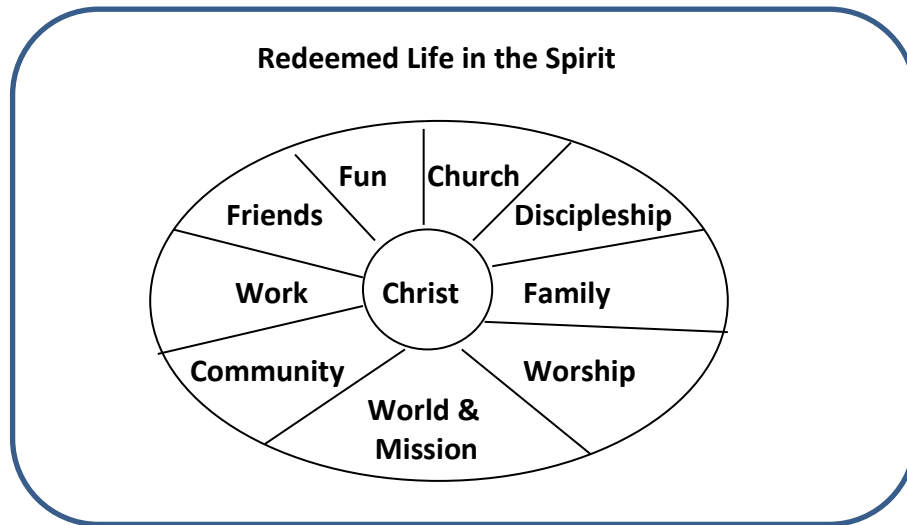 Redeemed Life in the Spirit
Fun
Church
Friends
Discipleship
Work
Christ
Family
Community
Worship
World &
Mission